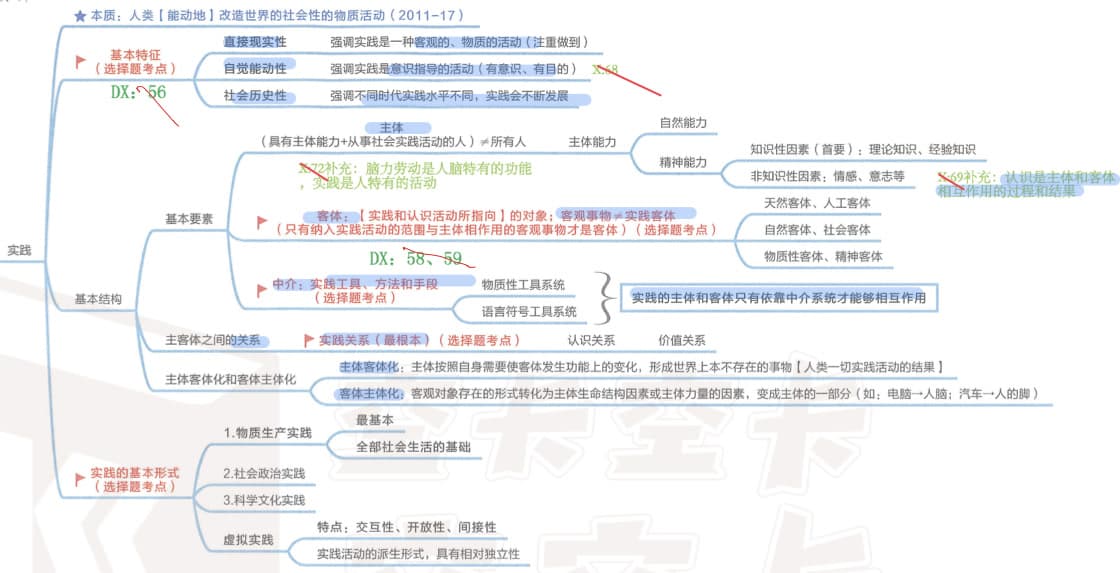 实践
本质：人类【能动地】改造世界的社会性的物质活动（2011-17）
基本特征
（选择题考点）
DX：56
直接现实性 强调实践是一种客观的、物质的活动（注重做到）
自觉能动性 强调实践是意识指导的活动（有意识、有目的） X:68
社会历史性 强调不同时代实践水平不同，实践会不断发展
基本结构
基本要素
主体
（具有主体能力+从事社会实践活动的人）≠所有人
主体能力
自然能力
精神能力
知识性因素（首要）：理论知识、经验知识
非知识性因素：情感、意志等
X:69补充：认识是主体和客体
相互作用的过程和结果
X:72补充：脑力劳动是人脑特有的功能
，实践是人特有的活动
客体：【实践和认识活动所指向】的对象；客观事物≠实践客体
（只有纳入实践活动的范围与主体相作用的客观事物才是客体）（选择题考点）
天然客体、人工客体
自然客体、社会客体
物质性客体、精神客体
DX：58、59
中介：实践工具、方法和手段
（选择题考点）
物质性工具系统
语言符号工具系统
实践的主体和客体只有依靠中介系统才能够相互作用
主客体之间的关系 实践关系（最根本）（选择题考点） 认识关系 价值关系
主体客体化和客体主体化
主体客体化：主体按照自身需要使客体发生功能上的变化，形成世界上本不存在的事物【人类一切实践活动的结果】
客体主体化：客观对象存在的形式转化为主体生命结构因素或主体力量的因素，变成主体的一部分（如：电脑→人脑；汽车→人的脚）
实践的基本形式
（选择题考点）
1.物质生产实践
最基本
全部社会生活的基础
2.社会政治实践
3.科学文化实践
虚拟实践
特点：交互性、开放性、间接性
实践活动的派生形式，具有相对独立性